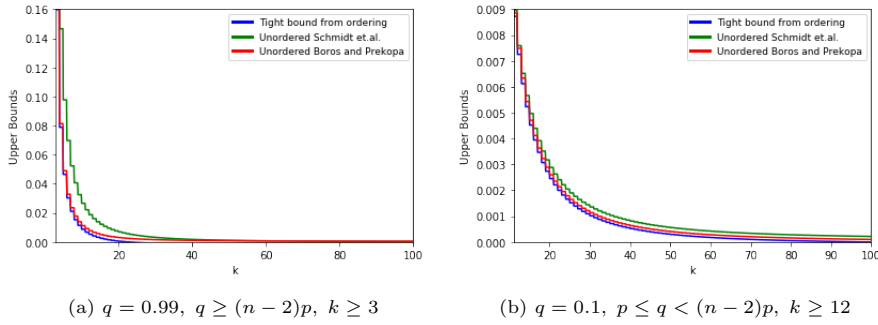 0.16
0.14
0.12
0.10
0.08
0.06
0.04
0.02
0.00
Upper Bounds
20
40
60
80
100
k
Tight bound from ordering
Unordered Schmidt et.al.
Unordered Boros and Prekopa
(a) q = 0.99, q ≥ (n − 2)p, k ≥ 3
0.009
0.008
0.007
0.006
0.005
0.004
0.003
0.002
0.001
0.000
Upper Bounds
20
30
40
50
60
70
80
90
100
k
Tight bound from ordering
Unordered Schmidt et.al.
Unordered Boros and Prekopa
(b) q = 0.1, p ≤ q < (n − 2)p, k ≥ 12